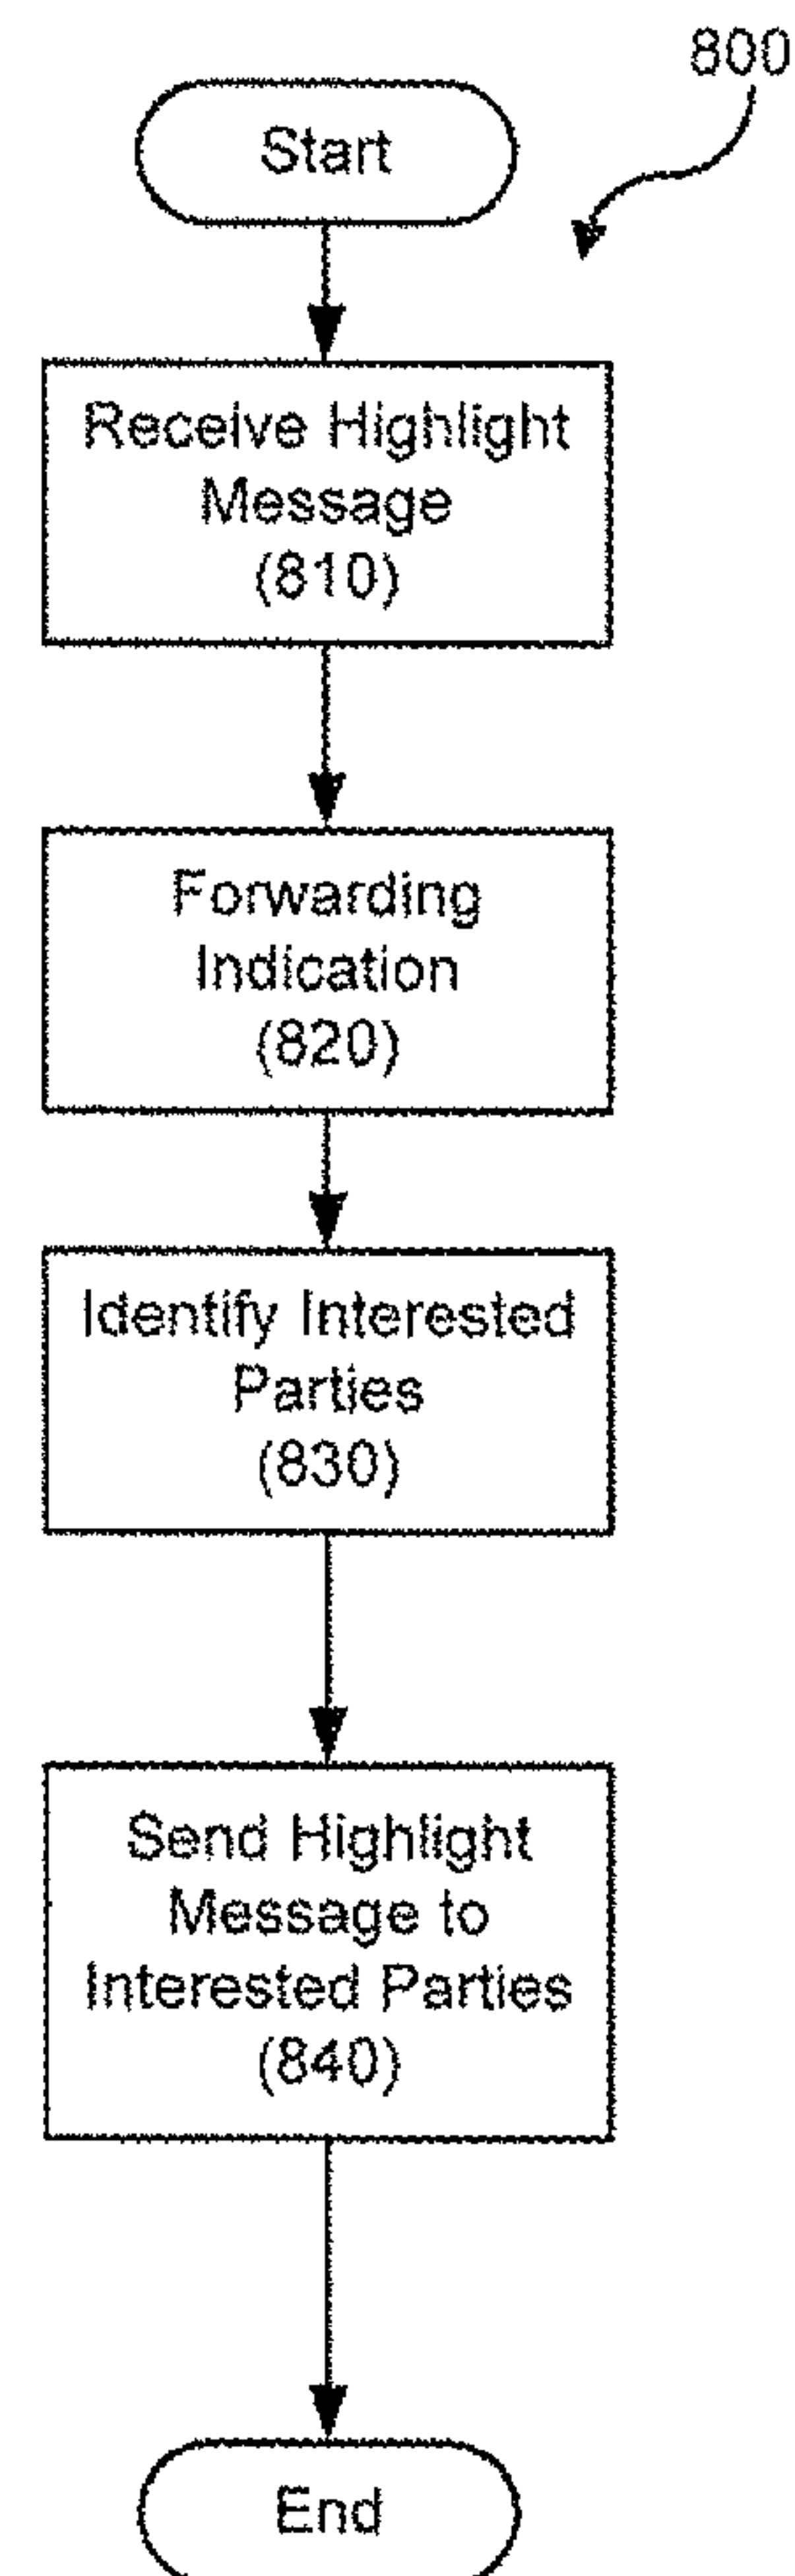 800
Start
Receive Highlight
Message
(810)
Forwarding
Indication
(820)
Identify Interested
Parties
(830)
Send Highlight
Message to
Interested Parties
(840)
End